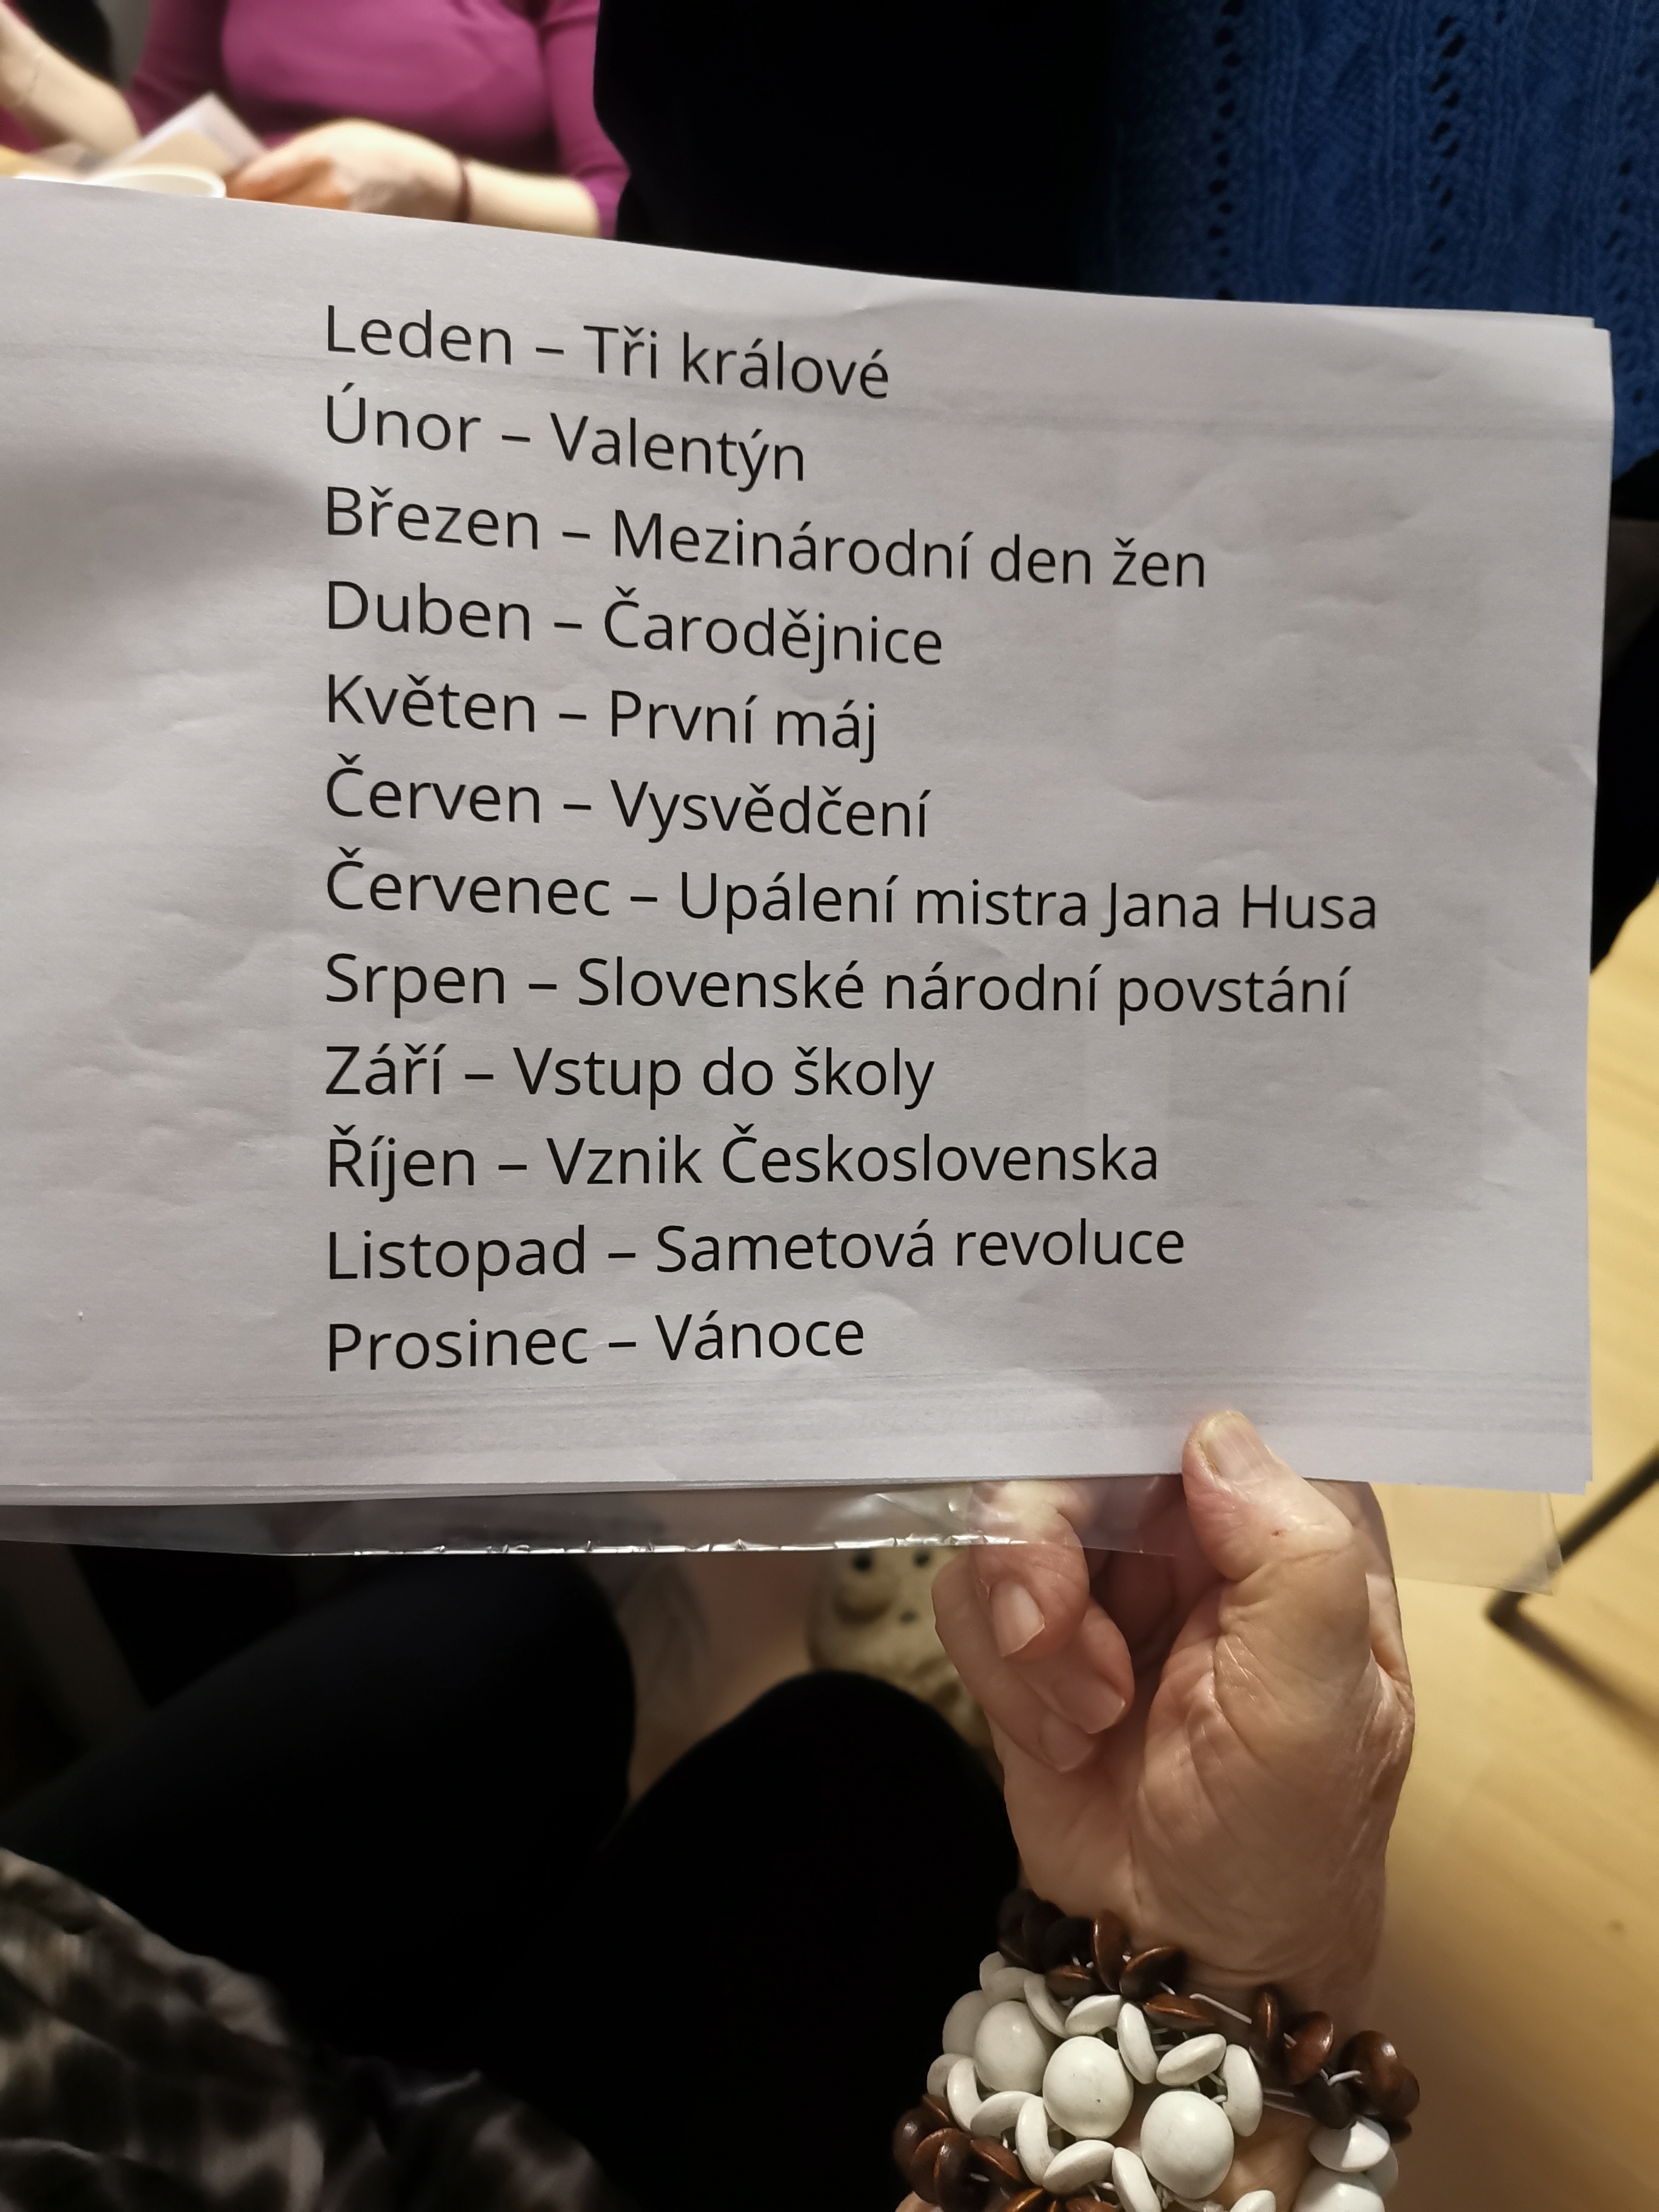 Leden – Tři králové
Únor – Valentýn
Březen – Mezinárodní den žen
Duben – Čarodějnice
Květen – První máj
Červen – Vysvědčení
Červenec – Upálení mistra Jana Husa
Srpen – Slovenské národní povstání
Září – Vstup do školy
Říjen – Vznik Československa
Listopad – Sametová revoluce
Prosinec – Vánoce